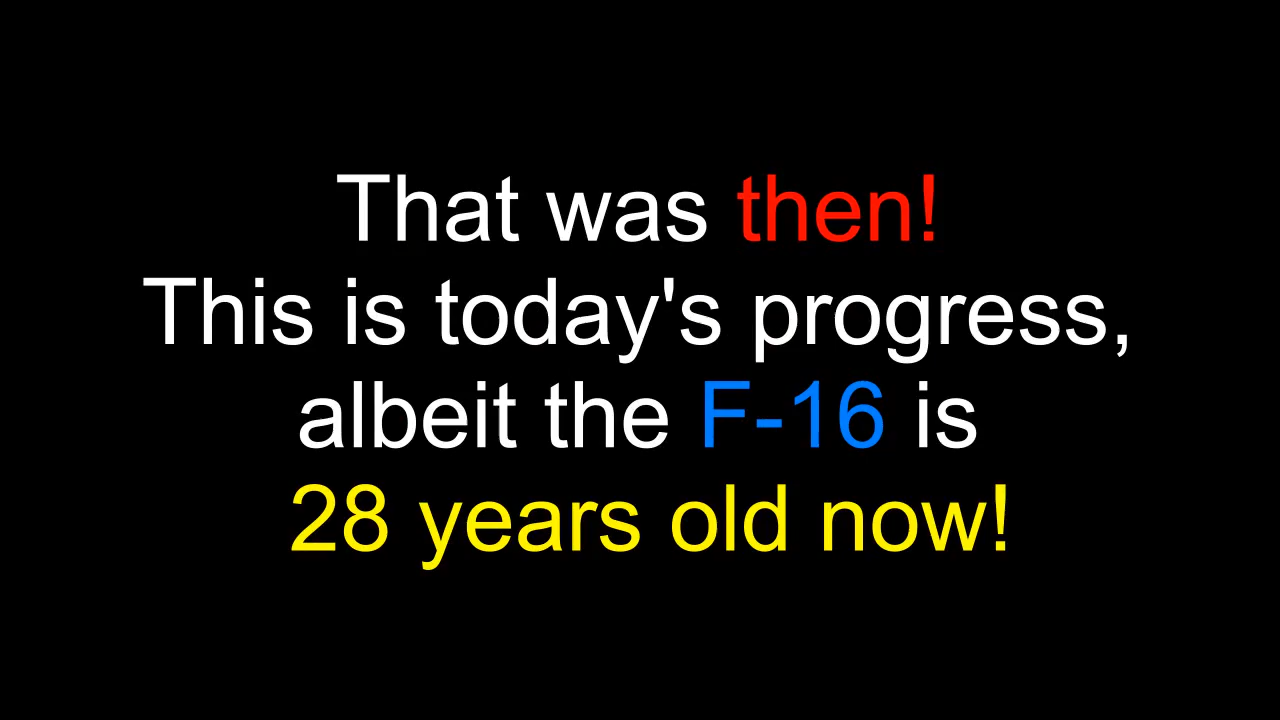 That was then!
This is today's progress,
albeit the F-16 is
28 years old now!